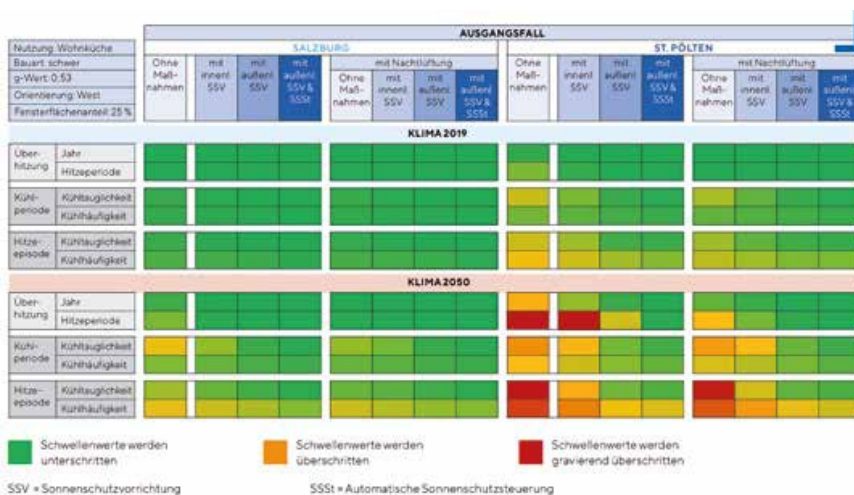 AUSGANGSFALL
Nutzung: Wohnküche
Bauart: schwer
g-Wert: 0,53
Orientierung: West
Fensterflächenanteil: 25 %
SALZBURG
ST. PÖLTEN
Ohne
Maß-
nahmen
mit
innenl.
SSV
mit
außenl.
SSV
mit
außenl.
SSV &
SSSt
mit Nachtlüftung
Ohne
Maß-
nahmen
mit
innenl.
SSV
mit
außenl.
SSV
mit
außenl.
SSV &
SSSt
Ohne
Maß-
nahmen
mit
innenl.
SSV
mit
außenl.
SSV
mit
außenl.
SSV &
SSSt
mit Nachtlüftung
Ohne
Maß-
nahmen
mit
innenl.
SSV
mit
außenl.
SSV
mit
außenl.
SSV &
SSSt
KLIMA 2019
Über-
hitzung
Jahr
Hitzeperiode
Kühl-
periode
Kühltauglichkeit
Kühlhäufigkeit
Hitze-
episode
Kühltauglichkeit
Kühlhäufigkeit
KLIMA 2050
Über-
hitzung
Jahr
Hitzeperiode
Kühl-
periode
Kühltauglichkeit
Kühlhäufigkeit
Hitze-
episode
Kühltauglichkeit
Kühlhäufigkeit
Schwellenwerte werden
unterschritten
Schwellenwerte werden
überschritten
Schwellenwerte werden
gravierend überschritten
SSV = Sonnenschutzvorrichtung
SSSt = Automatische Sonnenschutzsteuerung